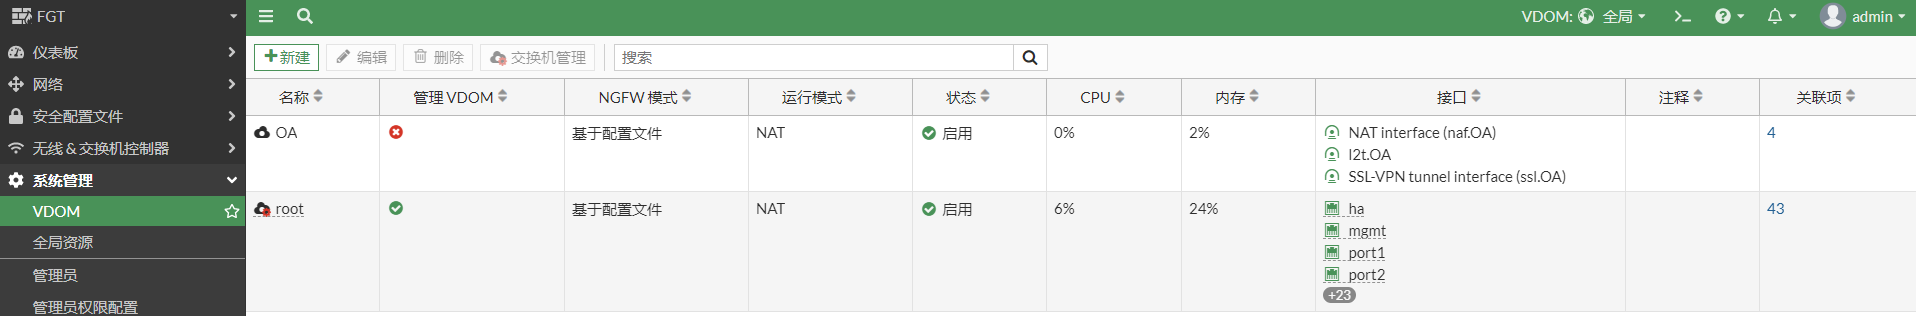 FGT
VDOM: 全局
admin
仪表板
网络
安全配置文件
无线 & 交换机控制器
系统管理
VDOM
全局资源
管理员
管理员权限配置
新建 编辑 删除 交换机管理 搜索
名称 管理 VDOM NGFW 模式 运行模式 状态 CPU 内存 接口 注释 关联项
OA 基于配置文件 NAT 启用 0% 2% NAT interface (naf.OA) 4
l2t.OA
SSL-VPN tunnel interface (ssl.OA)
root 基于配置文件 NAT 启用 6% 24% ha 43
mgmt
port1
port2
+23